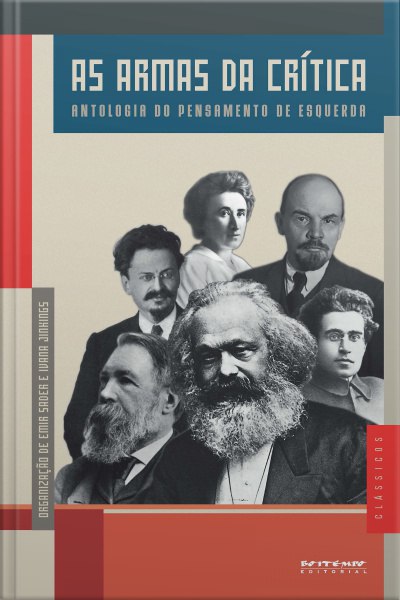 AS ARMAS DA CRÍTICA
ANTOLOGIA DO PENSAMENTO DE ESQUERDA
ORGANIZAÇÃO DE EMIR SADER E IVANA JINKINGS
CLÁSSICOS
BOITEMPO
EDITORIAL